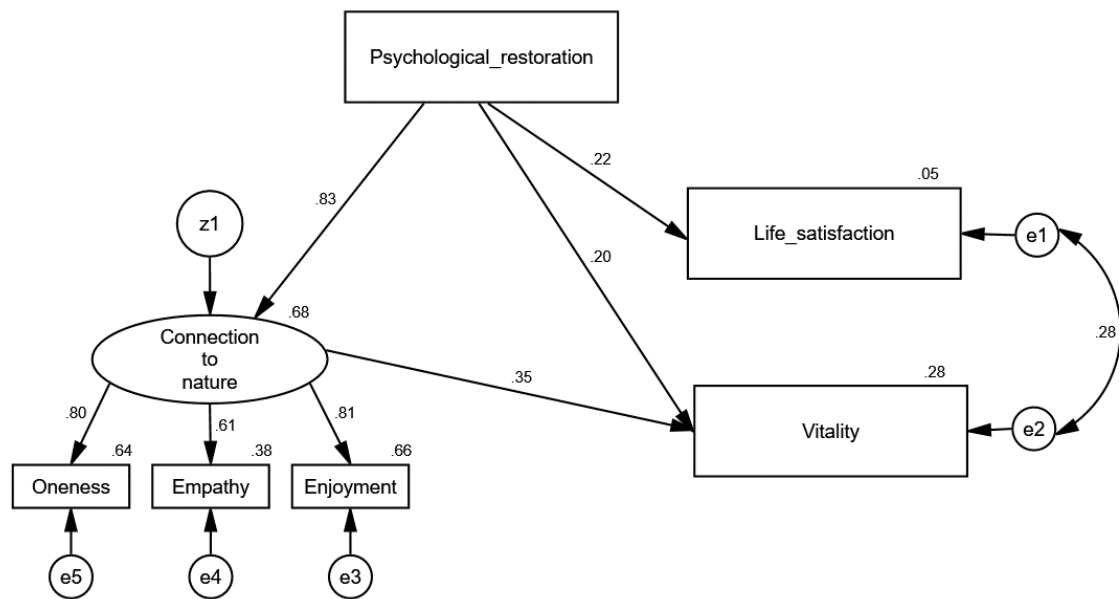 Psychological_restoration
.22
.05
.83
Life_satisfaction
e1
z1
.20
.68
.28
Connection
to
nature
.35
.28
.80
.61
.81
Vitality
e2
.64
.38
.66
Oneness
Empathy
Enjoyment
e5
e4
e3